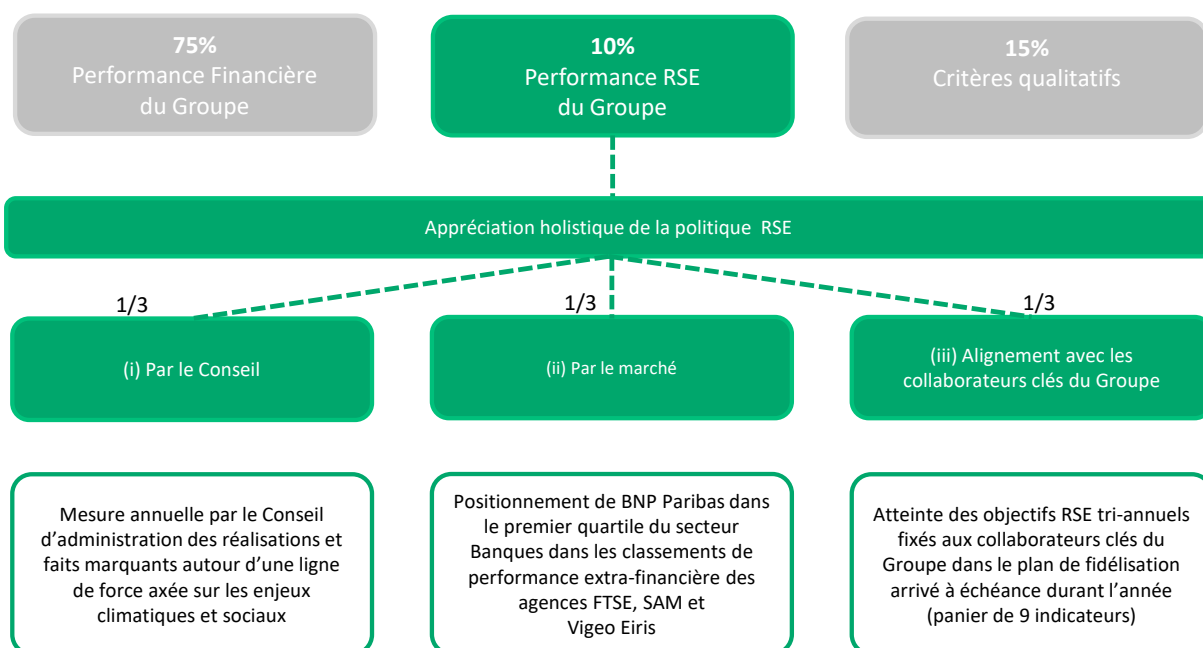 75%
Performance Financière
du Groupe
10%
Performance RSE
du Groupe
15%
Critères qualitatifs
Appréciation holistique de la politique RSE
1/3
1/3
1/3
(i) Par le Conseil
(ii) Par le marché
(iii) Alignement avec les
collaborateurs clés du Groupe
Mesure annuelle par le Conseil
d’administration des réalisations et
faits marquants autour d’une ligne
de force axée sur les enjeux
climatiques et sociaux
Positionnement de BNP Paribas dans
le premier quartile du secteur
Banques dans les classements de
performance extra-financière des
agences FTSE, SAM et
Vigeo Eiris
Atteinte des objectifs RSE tri-annuels
fixés aux collaborateurs clés du
Groupe dans le plan de fidélisation
arrivé à échéance durant l’année
(panier de 9 indicateurs)